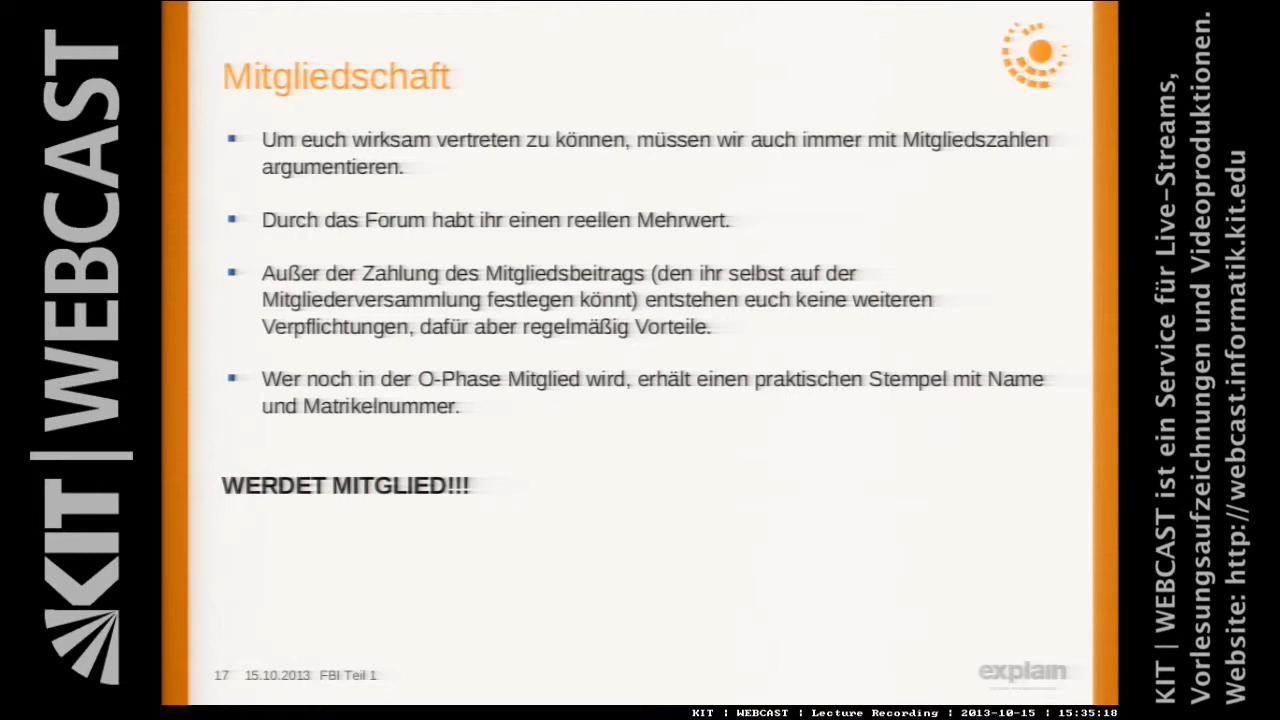 KIT | WEBCAST
Mitgliedschaft
Um euch wirksam vertreten zu können, müssen wir auch immer mit Mitgliedszahlen
argumentieren.
Durch das Forum habt ihr einen reellen Mehrwert.
Außer der Zahlung des Mitgliedsbeitrags (den ihr selbst auf der
Mitgliederversammlung festlegen könnt) entstehen euch keine weiteren
Verpflichtungen, dafür aber regelmäßig Vorteile.
Wer noch in der O-Phase Mitglied wird, erhält einen praktischen Stempel mit Name
und Matrikelnummer.
WERDET MITGLIED!!!
17 15.10.2013 FBI Teil 1
explain
KIT | WEBCAST ist ein Service für Live-Streams,
Vorlesungsaufzeichnungen und Videoproduktionen.
Website: http://webcast.informatik.kit.edu
KIT | WEBCAST | Lecture Recording | 2013-10-15 | 15:35:18